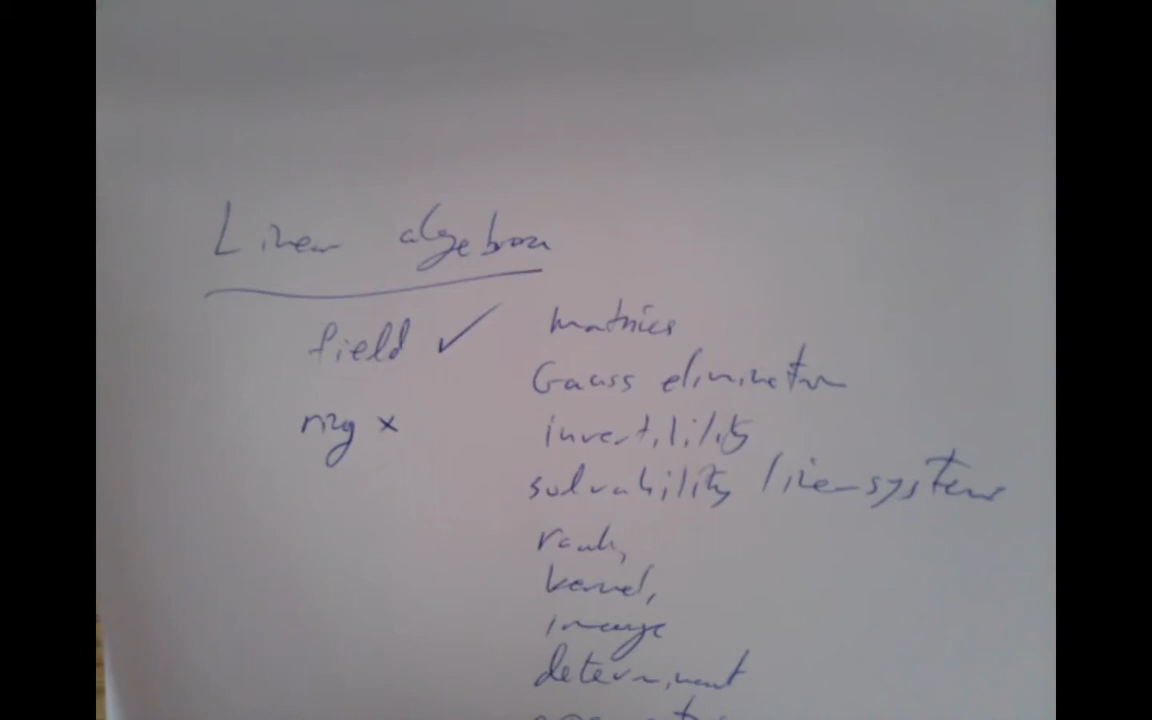 Linear algebra
field ✓
ring ×
matrices
Gauss elimination
invertibility
solvability linear systems
rank,
kernel,
image
determinant